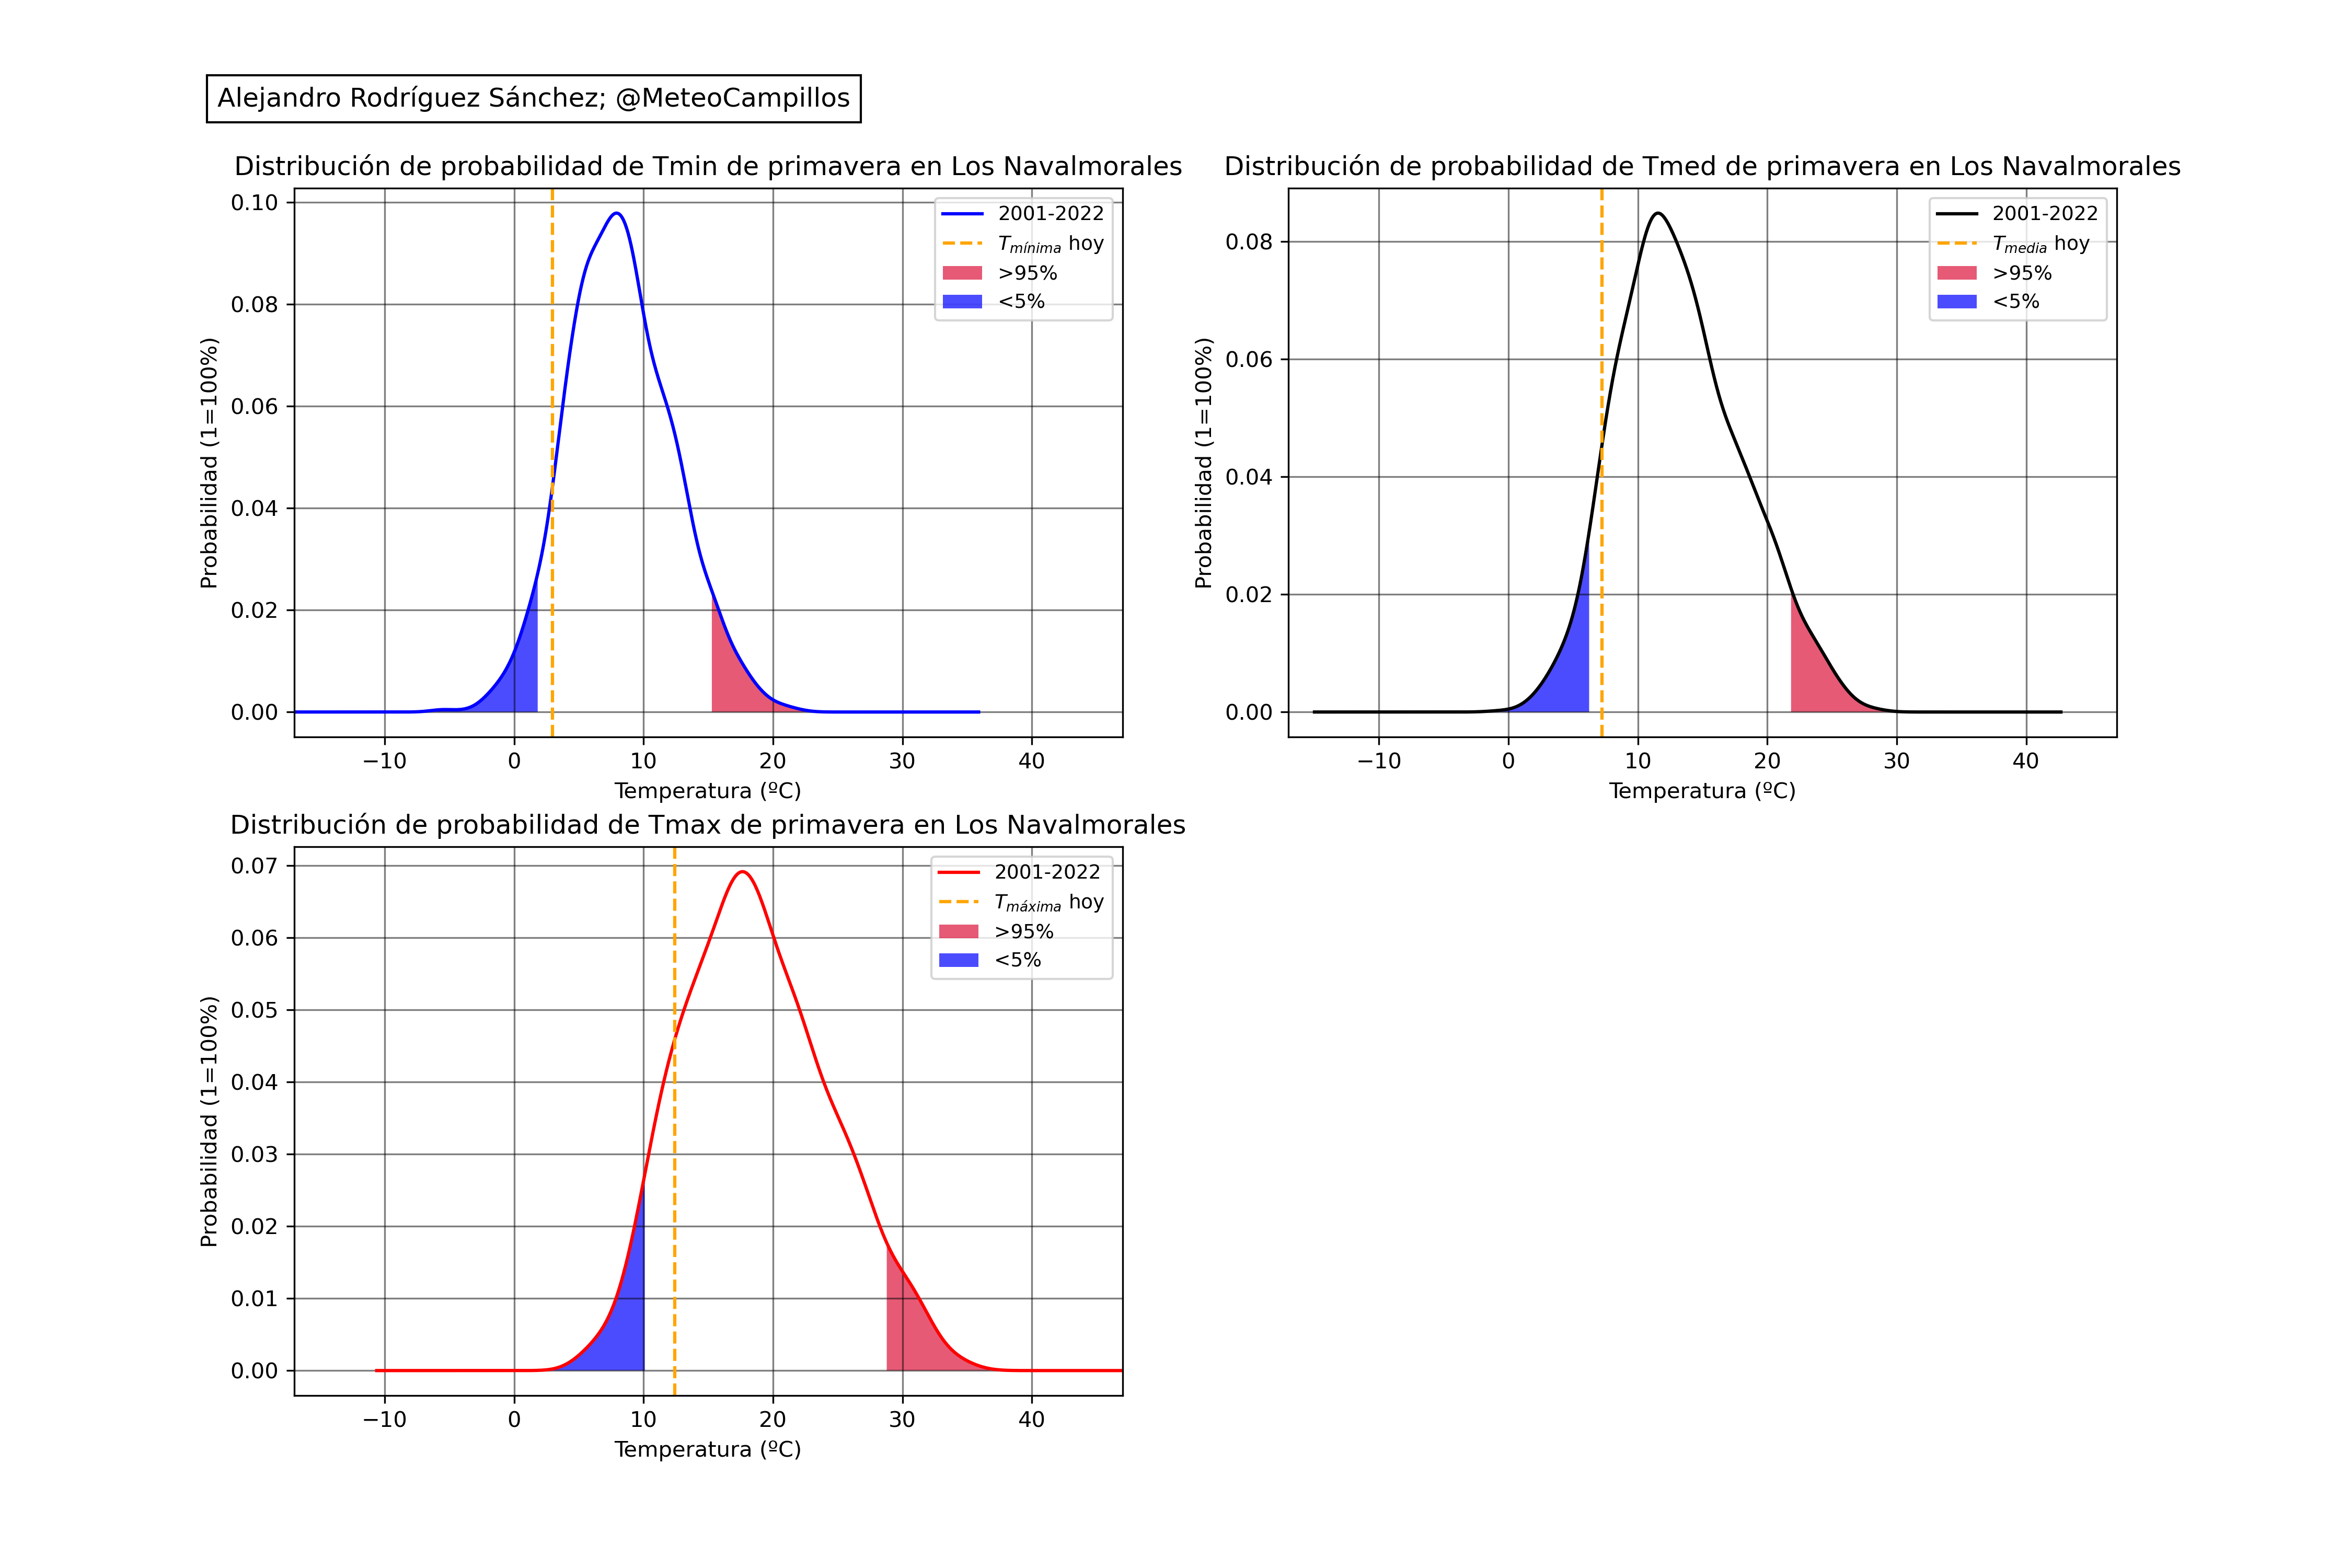 Alejandro Rodríguez Sánchez; @MeteoCampillos
Distribución de probabilidad de Tmin de primavera en Los Navalmorales
Probabilidad (1=100%)
0.10
0.08
0.06
0.04
0.02
0.00
−10 0 10 20 30 40
Temperatura (ºC)
2001-2022
Tmínima hoy
>95%
<5%
Distribución de probabilidad de Tmed de primavera en Los Navalmorales
Probabilidad (1=100%)
0.08
0.06
0.04
0.02
0.00
−10 0 10 20 30 40
Temperatura (ºC)
2001-2022
Tmedia hoy
>95%
<5%
Distribución de probabilidad de Tmax de primavera en Los Navalmorales
Probabilidad (1=100%)
0.07
0.06
0.05
0.04
0.03
0.02
0.01
0.00
−10 0 10 20 30 40
Temperatura (ºC)
2001-2022
Tmáxima hoy
>95%
<5%